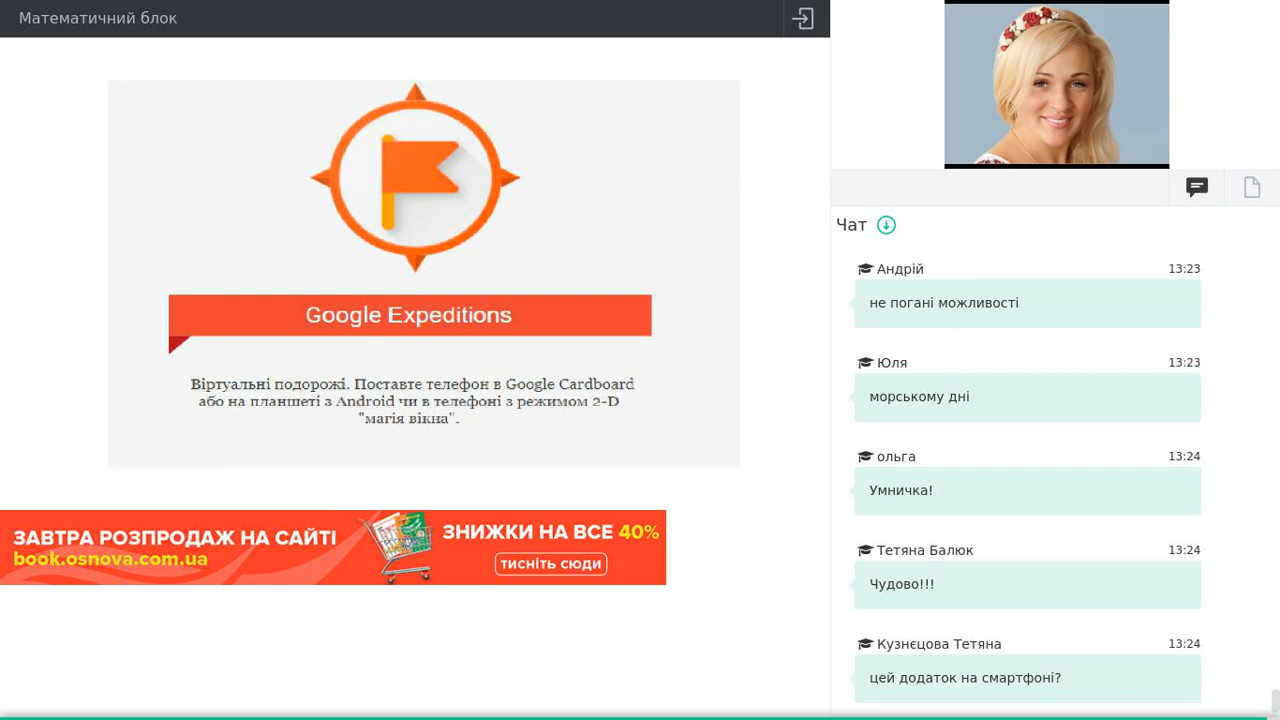 Математичний блок
Google Expeditions
Віртуальні подорожі. Поставте телефон в Google Cardboard
або на планшеті з Android чи в телефоні з режимом 2-D
"магія вікна".
ЗАВТРА РОЗПРОДАЖ НА САЙТІ
book.osnova.com.ua
ЗНИЖКИ НА ВСЕ 40%
тисніть сюди
Чат
Андрій 13:23
не погані можливості
Юля 13:23
морському дні
ольга 13:24
Умничка!
Тетяна Балюк 13:24
Чудово!!!
Кузнєцова Тетяна 13:24
цей додаток на смартфоні?